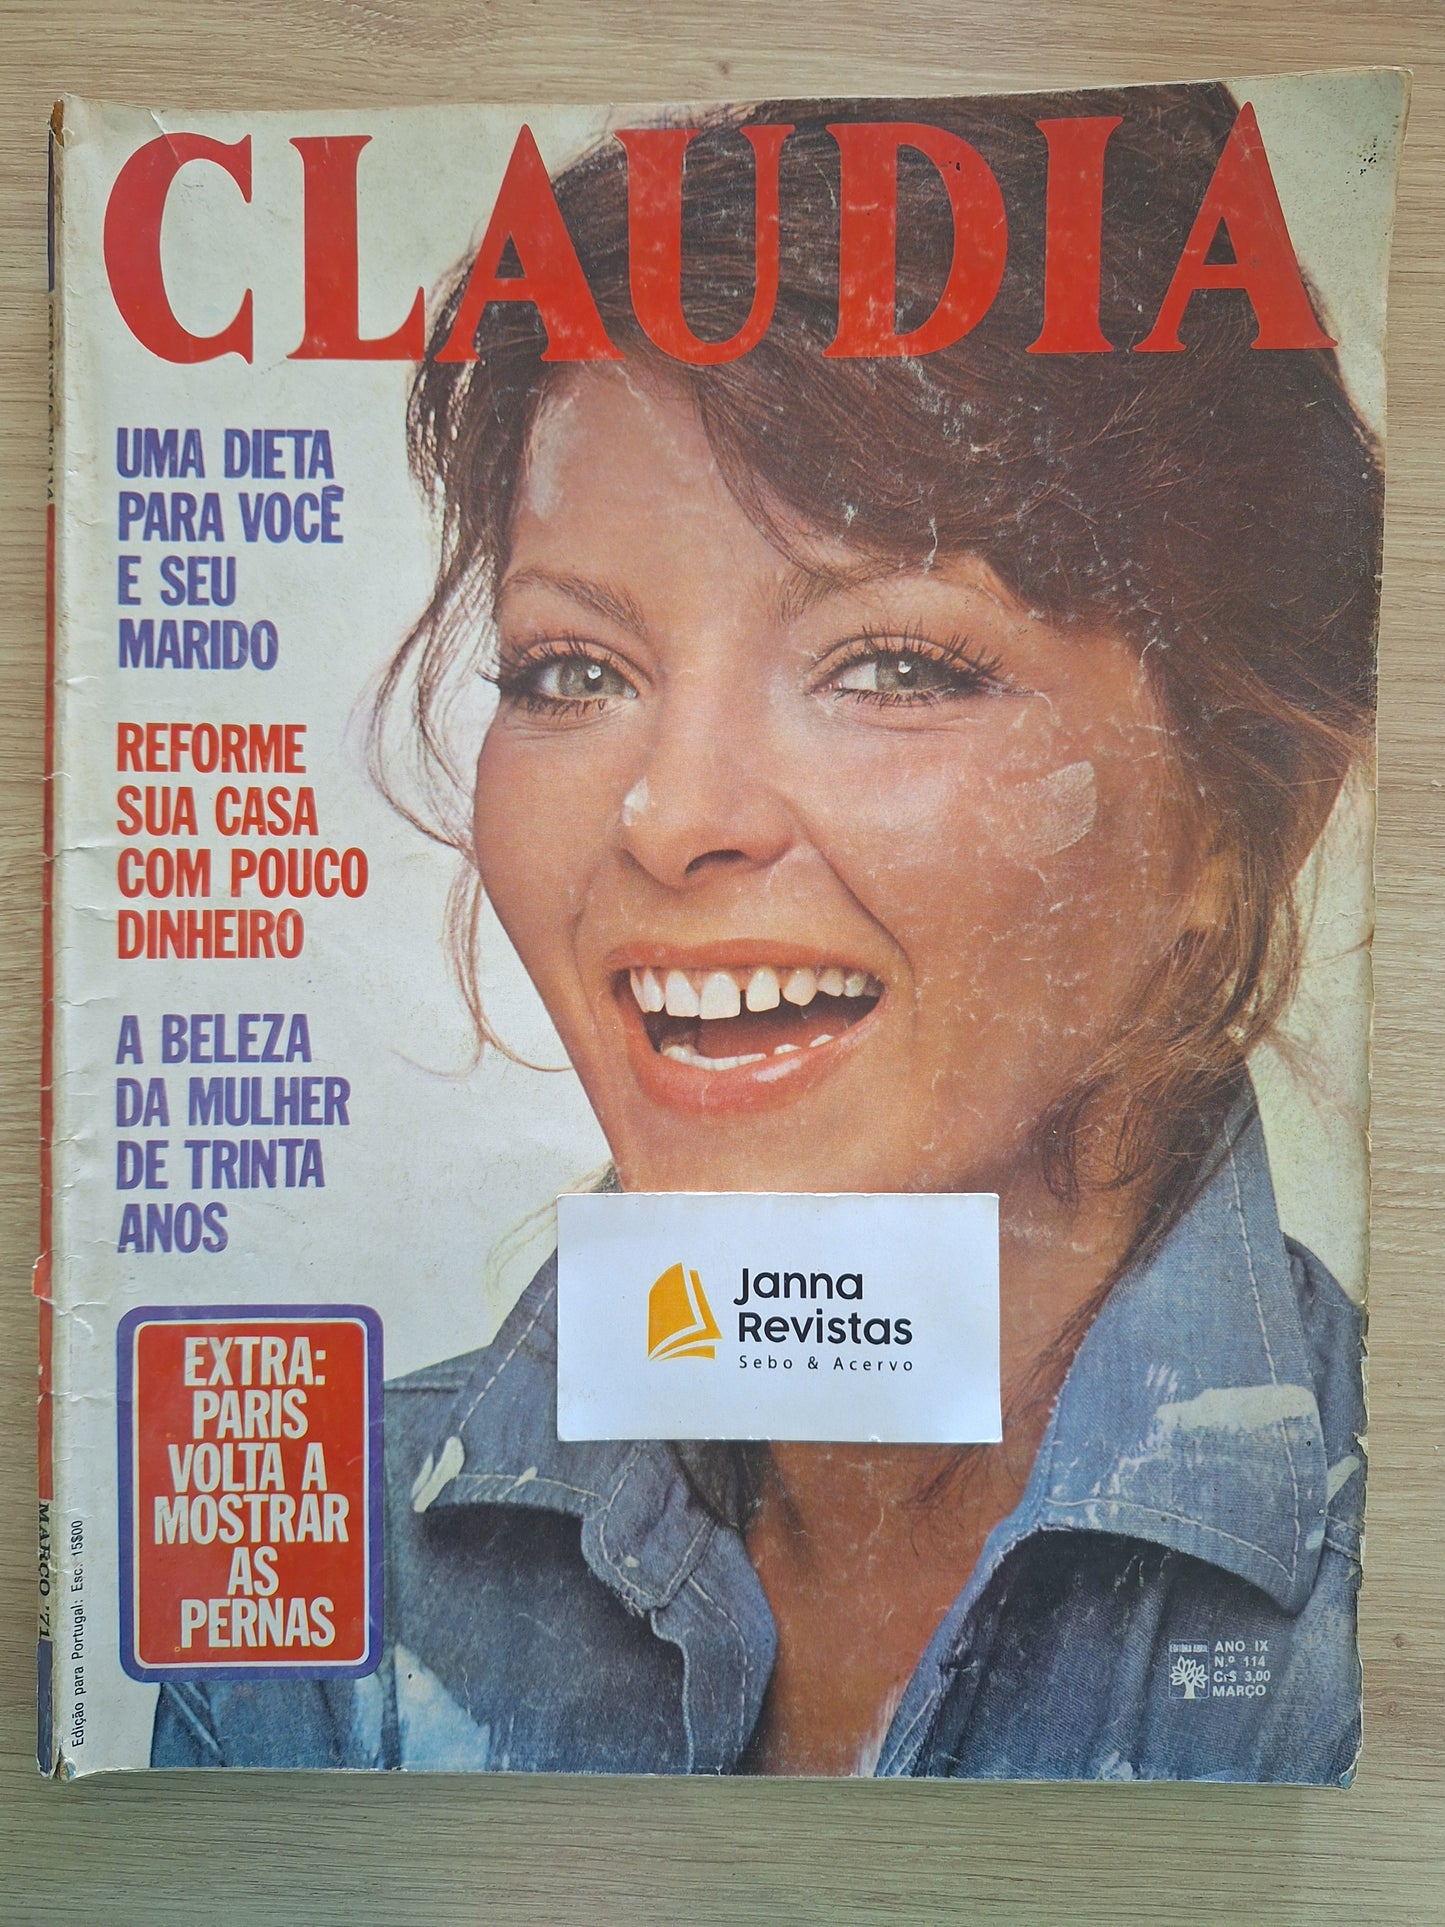 CLAUDIA
UMA DIETA
PARA VOCÊ
E SEU
MARIDO
REFORME
SUA CASA
COM POUCO
DINHEIRO
A BELEZA
DA MULHER
DE TRINTA
ANOS
EXTRA:
PARIS
VOLTA A
MOSTRAR
AS
PERNAS
Janna
Revistas
Sebo & Acervo
EDITORA ABRIL
ANO IX
N.º 114
Cr$ 3,00
MARÇO
Edição para Portugal: Esc. 15$00
MARÇO '71